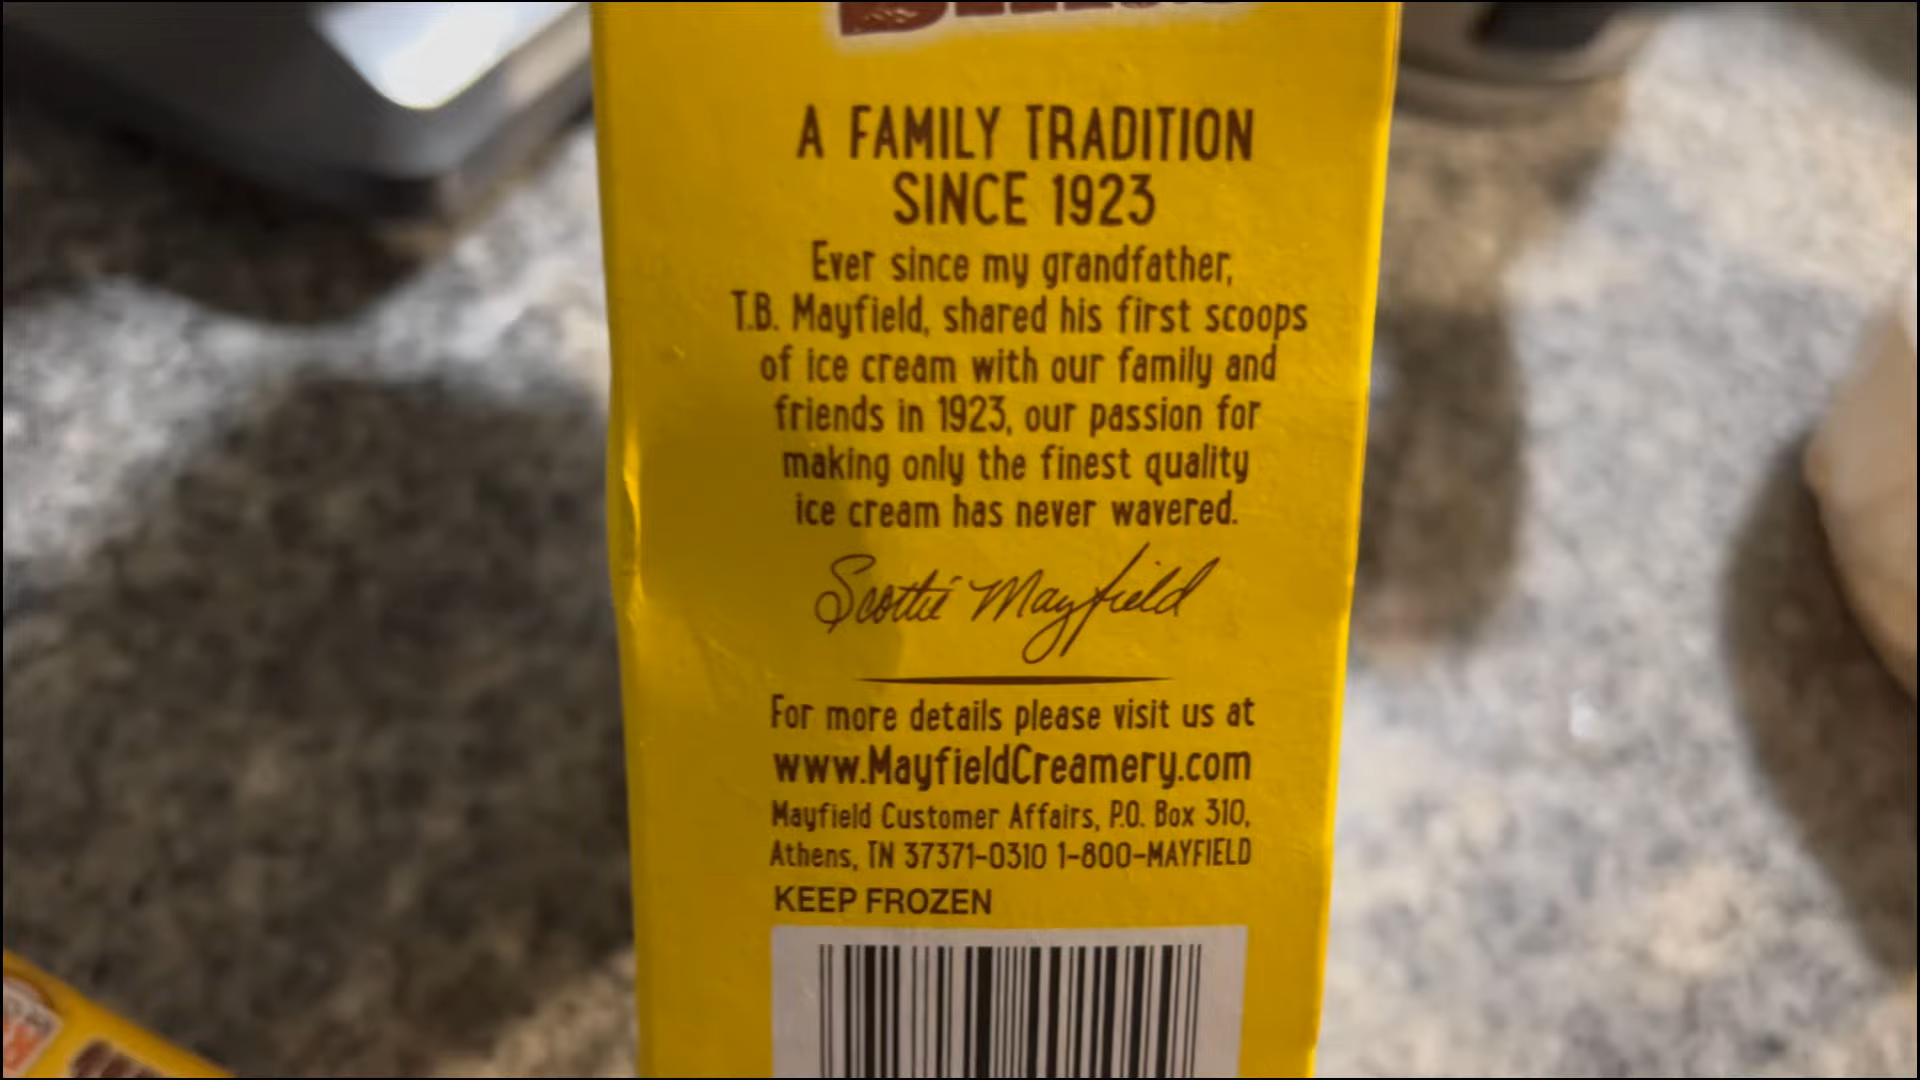 A FAMILY TRADITION
SINCE 1923
Ever since my grandfather,
T.B. Mayfield, shared his first scoops
of ice cream with our family and
friends in 1923, our passion for
making only the finest quality
ice cream has never wavered.
Scottie Mayfield
For more details please visit us at
www.MayfieldCreamery.com
Mayfield Customer Affairs, P.O. Box 310,
Athens, TN 37371-0310 1-800-MAYFIELD
KEEP FROZEN